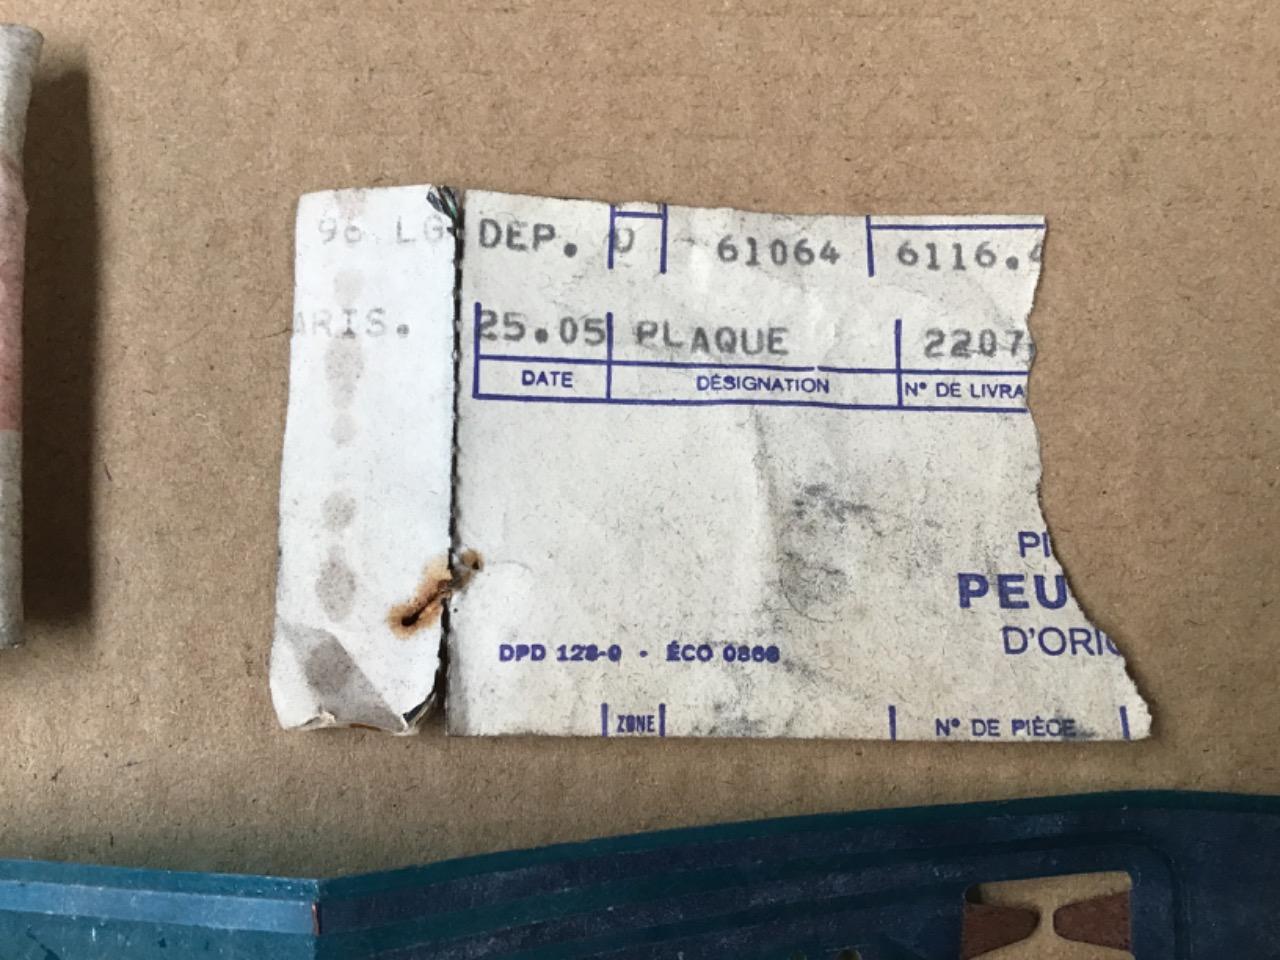 96 LG DEP. U 61064 6116.4
ARIS. 25.05 PLAQUE 2207
DATE DÉSIGNATION N° DE LIVRA
PI
PEU
D'ORIG
DPD 128-0 · ÉCO 0868
ZONE N° DE PIÈCE